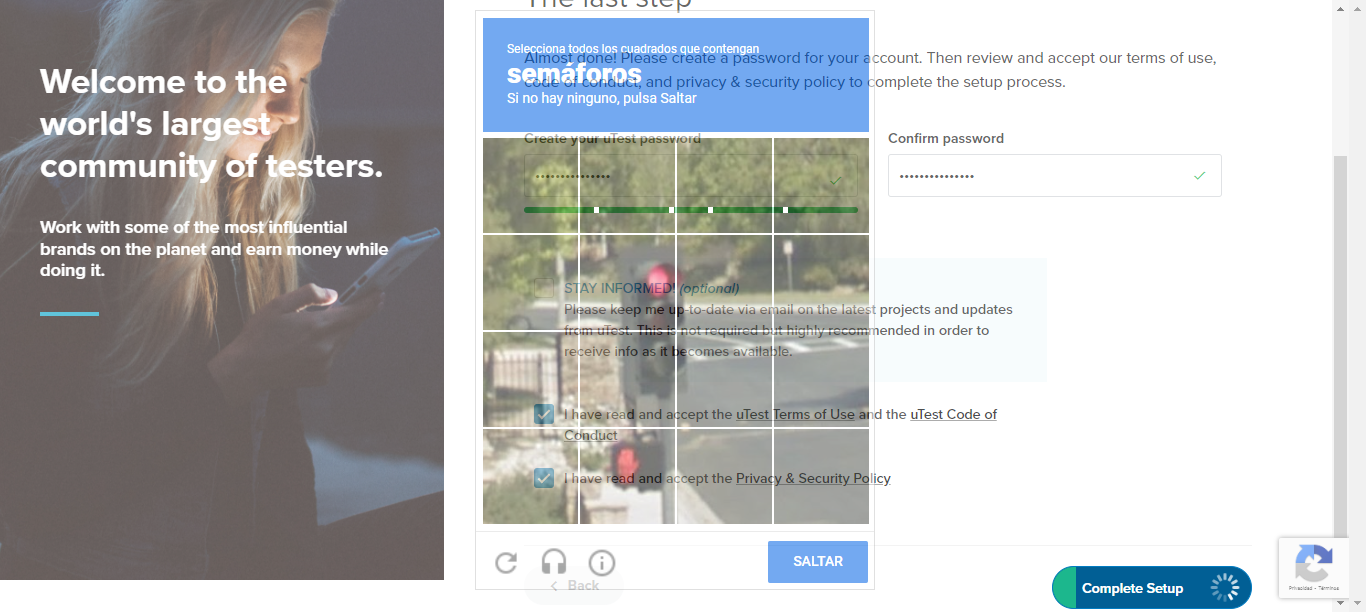 Welcome to the
world's largest
community of testers.
Work with some of the most influential
brands on the planet and earn money while
doing it.
The last step
Almost done! Please create a password for your account. Then review and accept our terms of use,
code of conduct, and privacy & security policy to complete the setup process.
Selecciona todos los cuadrados que contengan
semáforos
Si no hay ninguno, pulsa Saltar
Create your uTest password
Confirm password
STAY INFORMED! (optional)
Please keep me up-to-date via email on the latest projects and updates
from uTest. This is not required but highly recommended in order to
receive info as it becomes available.
I have read and accept the uTest Terms of Use and the uTest Code of
Conduct
I have read and accept the Privacy & Security Policy
SALTAR
Back
Complete Setup
Privacidad - Términos